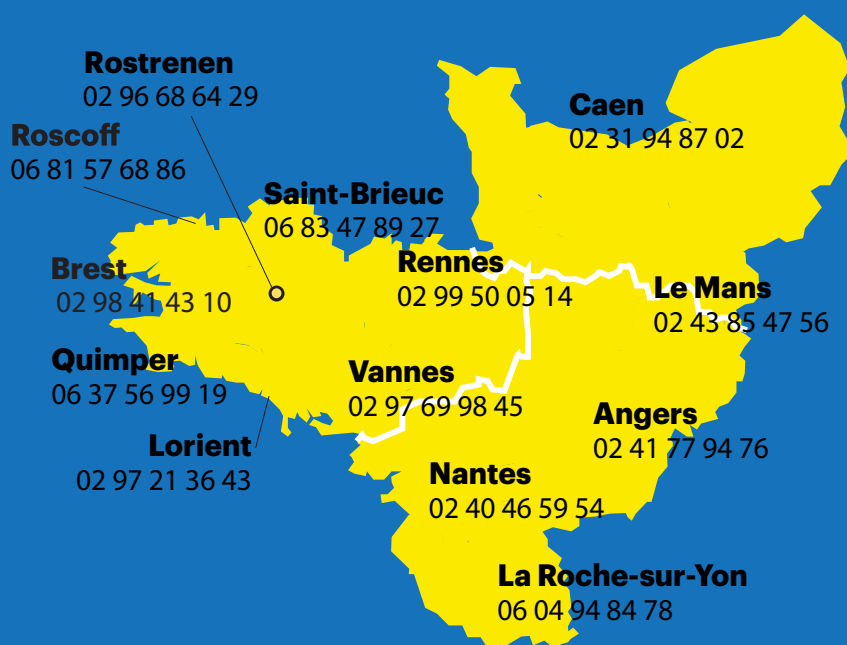 Rostrenen
02 96 68 64 29
Caen
02 31 94 87 02
Roscoff
06 81 57 68 86
Saint-Brieuc
06 83 47 89 27
Brest
02 98 41 43 10
Rennes
02 99 50 05 14
Le Mans
02 43 85 47 56
Quimper
06 37 56 99 19
Vannes
02 97 69 98 45
Angers
02 41 77 94 76
Lorient
02 97 21 36 43
Nantes
02 40 46 59 54
La Roche-sur-Yon
06 04 94 84 78